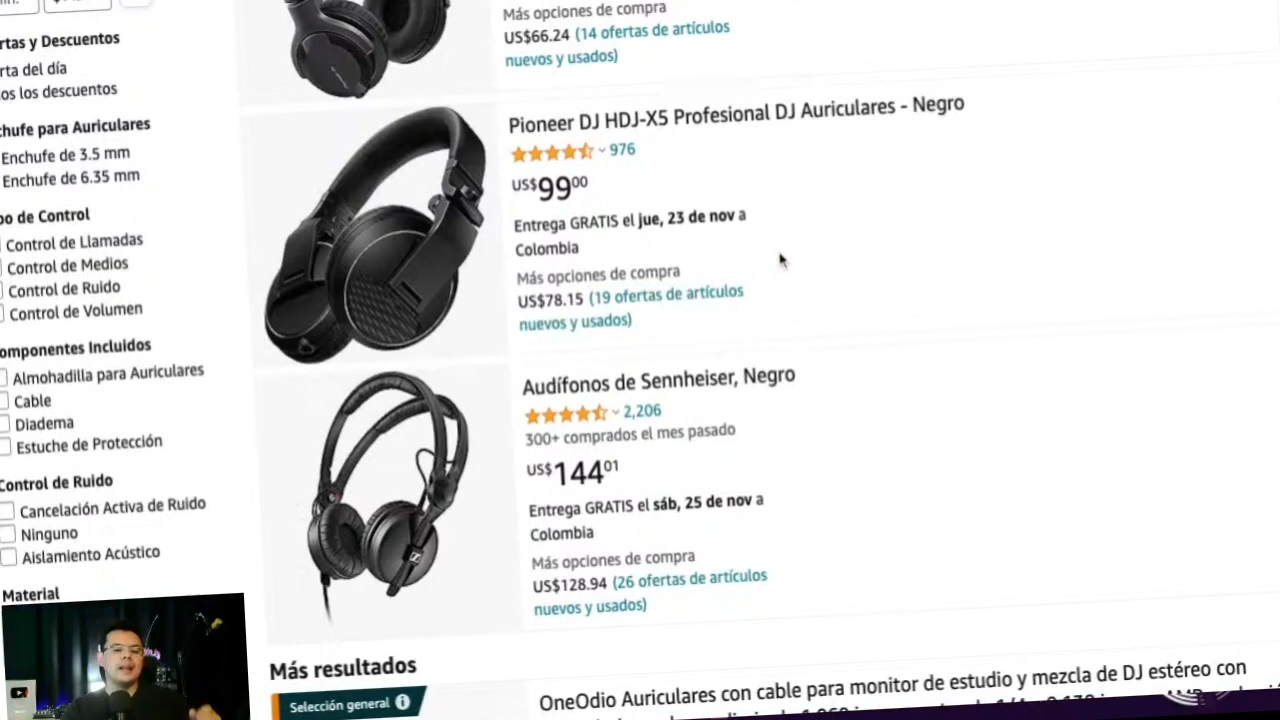 rtas y Descuentos
rta del día
os los descuentos
chufe para Auriculares
Enchufe de 3.5 mm
Enchufe de 6.35 mm
po de Control
Control de Llamadas
Control de Medios
Control de Ruido
Control de Volumen
omponentes Incluidos
Almohadilla para Auriculares
Cable
Diadema
Estuche de Protección
Control de Ruido
Cancelación Activa de Ruido
Ninguno
Aislamiento Acústico
Material
Más opciones de compra
US$66.24 (14 ofertas de artículos
nuevos y usados)
Pioneer DJ HDJ-X5 Profesional DJ Auriculares - Negro
976
US$9900
Entrega GRATIS el jue, 23 de nov a
Colombia
Más opciones de compra
US$78.15 (19 ofertas de artículos
nuevos y usados)
Audífonos de Sennheiser, Negro
2,206
300+ comprados el mes pasado
US$14401
Entrega GRATIS el sáb, 25 de nov a
Colombia
Más opciones de compra
US$128.94 (26 ofertas de artículos
nuevos y usados)
Más resultados
Selección general
OneOdio Auriculares con cable para monitor de estudio y mezcla de DJ estéreo con